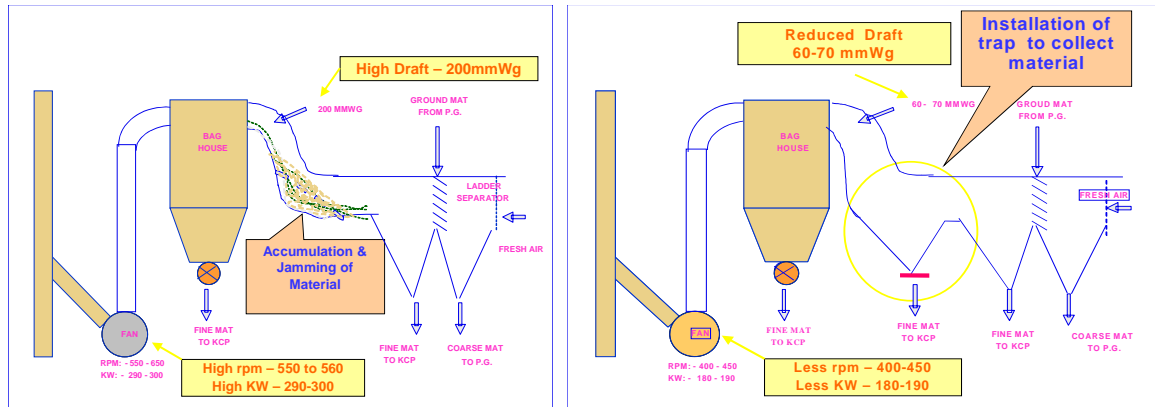 High Draft – 200mmWg
200 MMWG
GROUND MAT
FROM P.G.
BAG
HOUSE
LADDER
SEPARATOR
FRESH AIR
Accumulation &
Jamming of
Material
FAN
FINE MAT
TO KCP
FINE MAT
TO KCP
COARSE MAT
TO P.G.
RPM: - 550 - 650
KW: - 290 - 300
High rpm – 550 to 560
High KW – 290-300
Reduced Draft
60-70 mmWg
Installation of
trap to collect
material
60 - 70 MMWG
GROUD MAT
FROM P.G.
BAG
HOUSE
FRESH AIR
FAN
FINE MAT
TO KCP
FINE MAT
TO KCP
FINE MAT
TO KCP
COARSE MAT
TO P.G.
RPM: - 400 - 450
KW: - 180 - 190
Less rpm – 400-450
Less KW – 180-190